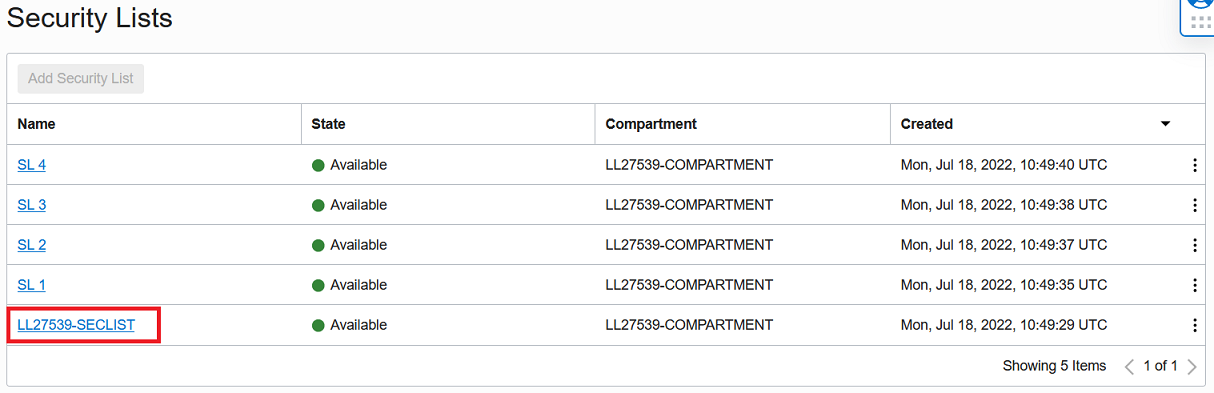 Security Lists
Add Security List
Name State Compartment Created
SL 4 Available LL27539-COMPARTMENT Mon, Jul 18, 2022, 10:49:40 UTC
SL 3 Available LL27539-COMPARTMENT Mon, Jul 18, 2022, 10:49:38 UTC
SL 2 Available LL27539-COMPARTMENT Mon, Jul 18, 2022, 10:49:37 UTC
SL 1 Available LL27539-COMPARTMENT Mon, Jul 18, 2022, 10:49:35 UTC
LL27539-SECLIST Available LL27539-COMPARTMENT Mon, Jul 18, 2022, 10:49:29 UTC
Showing 5 Items 1 of 1